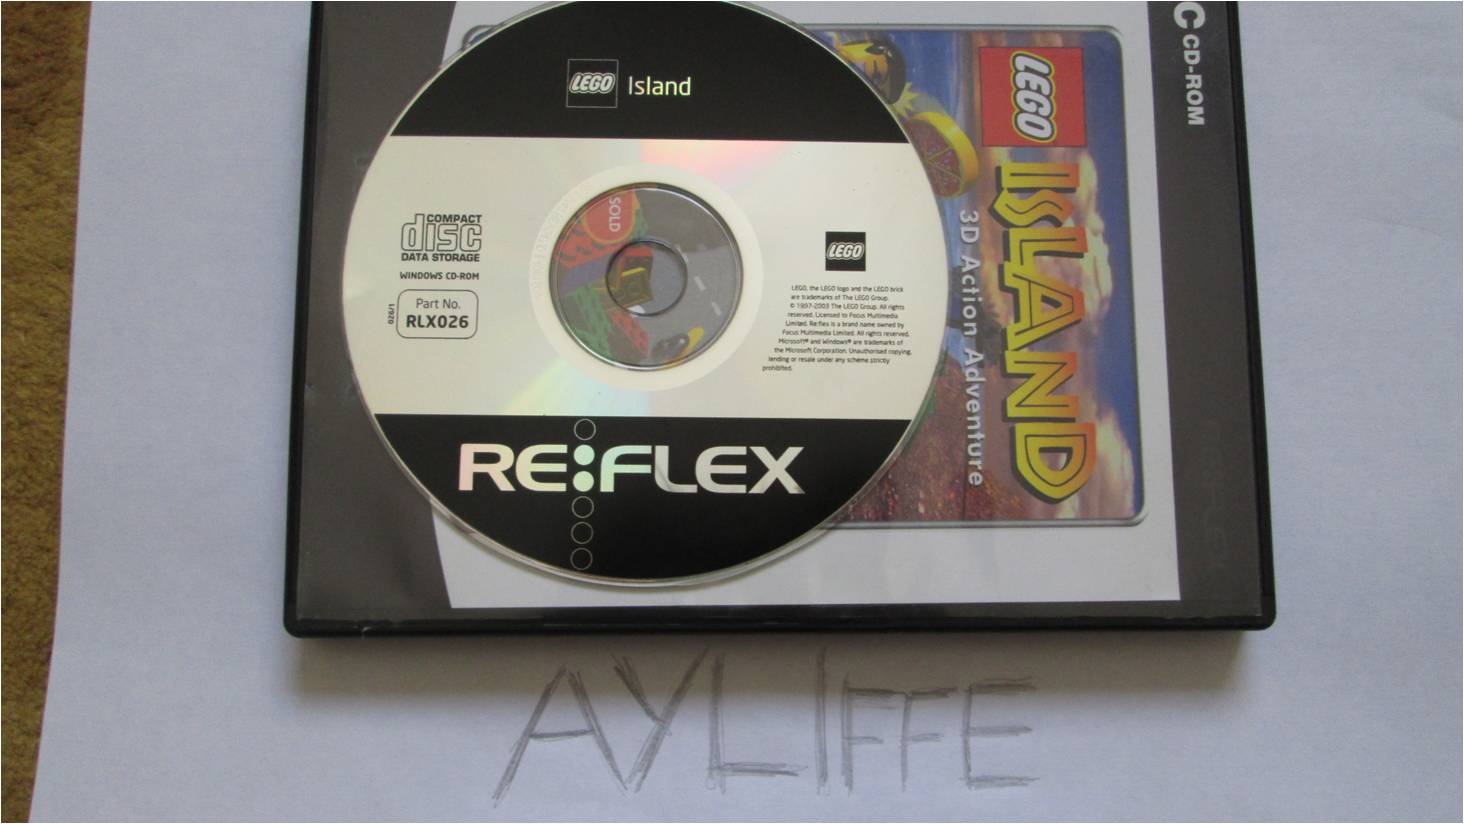 LEGO Island
COMPACT
disc
DATA STORAGE
WINDOWS CD-ROM
026/1
Part No.
RLX026
SOLD
LEGO
LEGO, the LEGO logo and the LEGO brick
are trademarks of The LEGO Group.
© 1997-2003 The LEGO Group. All rights
reserved. Licensed to Focus Multimedia
Limited. Re:flex is a brand name owned by
Focus Multimedia Limited. All rights reserved.
Microsoft® and Windows® are trademarks of
the Microsoft Corporation. Unauthorised copying,
lending or resale under any scheme strictly
prohibited.
RE:FLEX
LEGO
ISLAND
3D Action Adventure
C CD-ROM
AYLIFFE